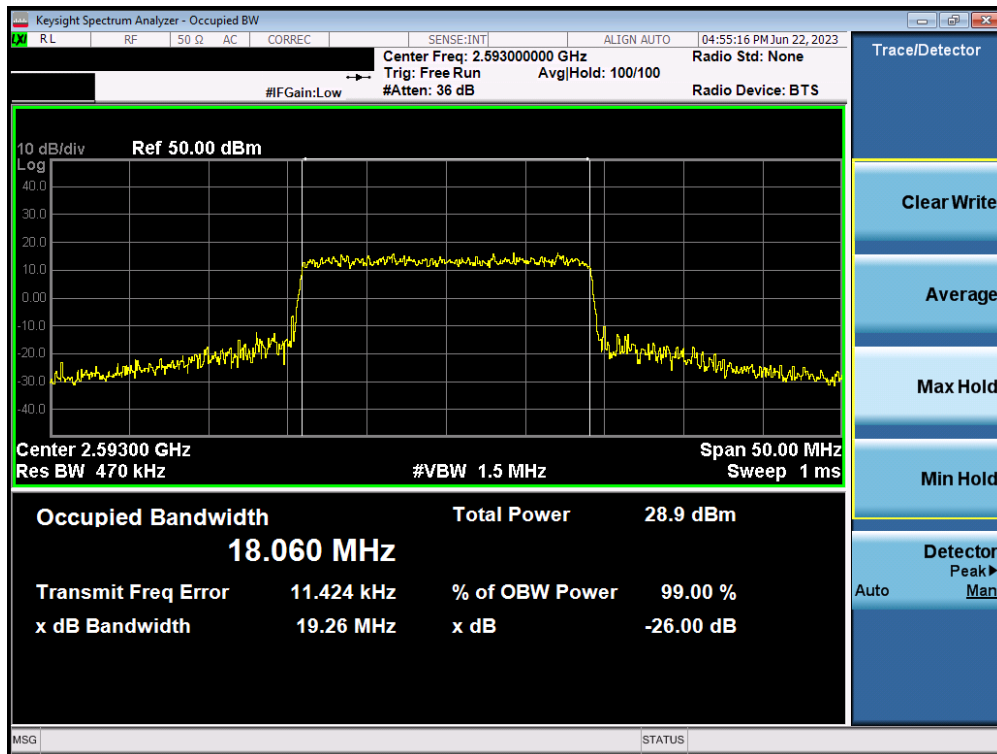 Keysight Spectrum Analyzer - Occupied BW
LXI RL RF 50 Ω AC CORREC SENSE:INT ALIGN AUTO 04:55:16 PM Jun 22, 2023
Center Freq: 2.593000000 GHz Radio Std: None
Trig: Free Run Avg|Hold: 100/100
#IFGain:Low #Atten: 36 dB Radio Device: BTS
Trace/Detector
10 dB/div Ref 50.00 dBm
Log
40.0
30.0
20.0
10.0
0.00
-10.0
-20.0
-30.0
-40.0
Center 2.59300 GHz Span 50.00 MHz
Res BW 470 kHz #VBW 1.5 MHz Sweep 1 ms
Occupied Bandwidth Total Power 28.9 dBm
18.060 MHz
Transmit Freq Error 11.424 kHz % of OBW Power 99.00 %
x dB Bandwidth 19.26 MHz x dB -26.00 dB
Clear Write
Average
Max Hold
Min Hold
Detector
Peak▶
Auto Man
MSG STATUS